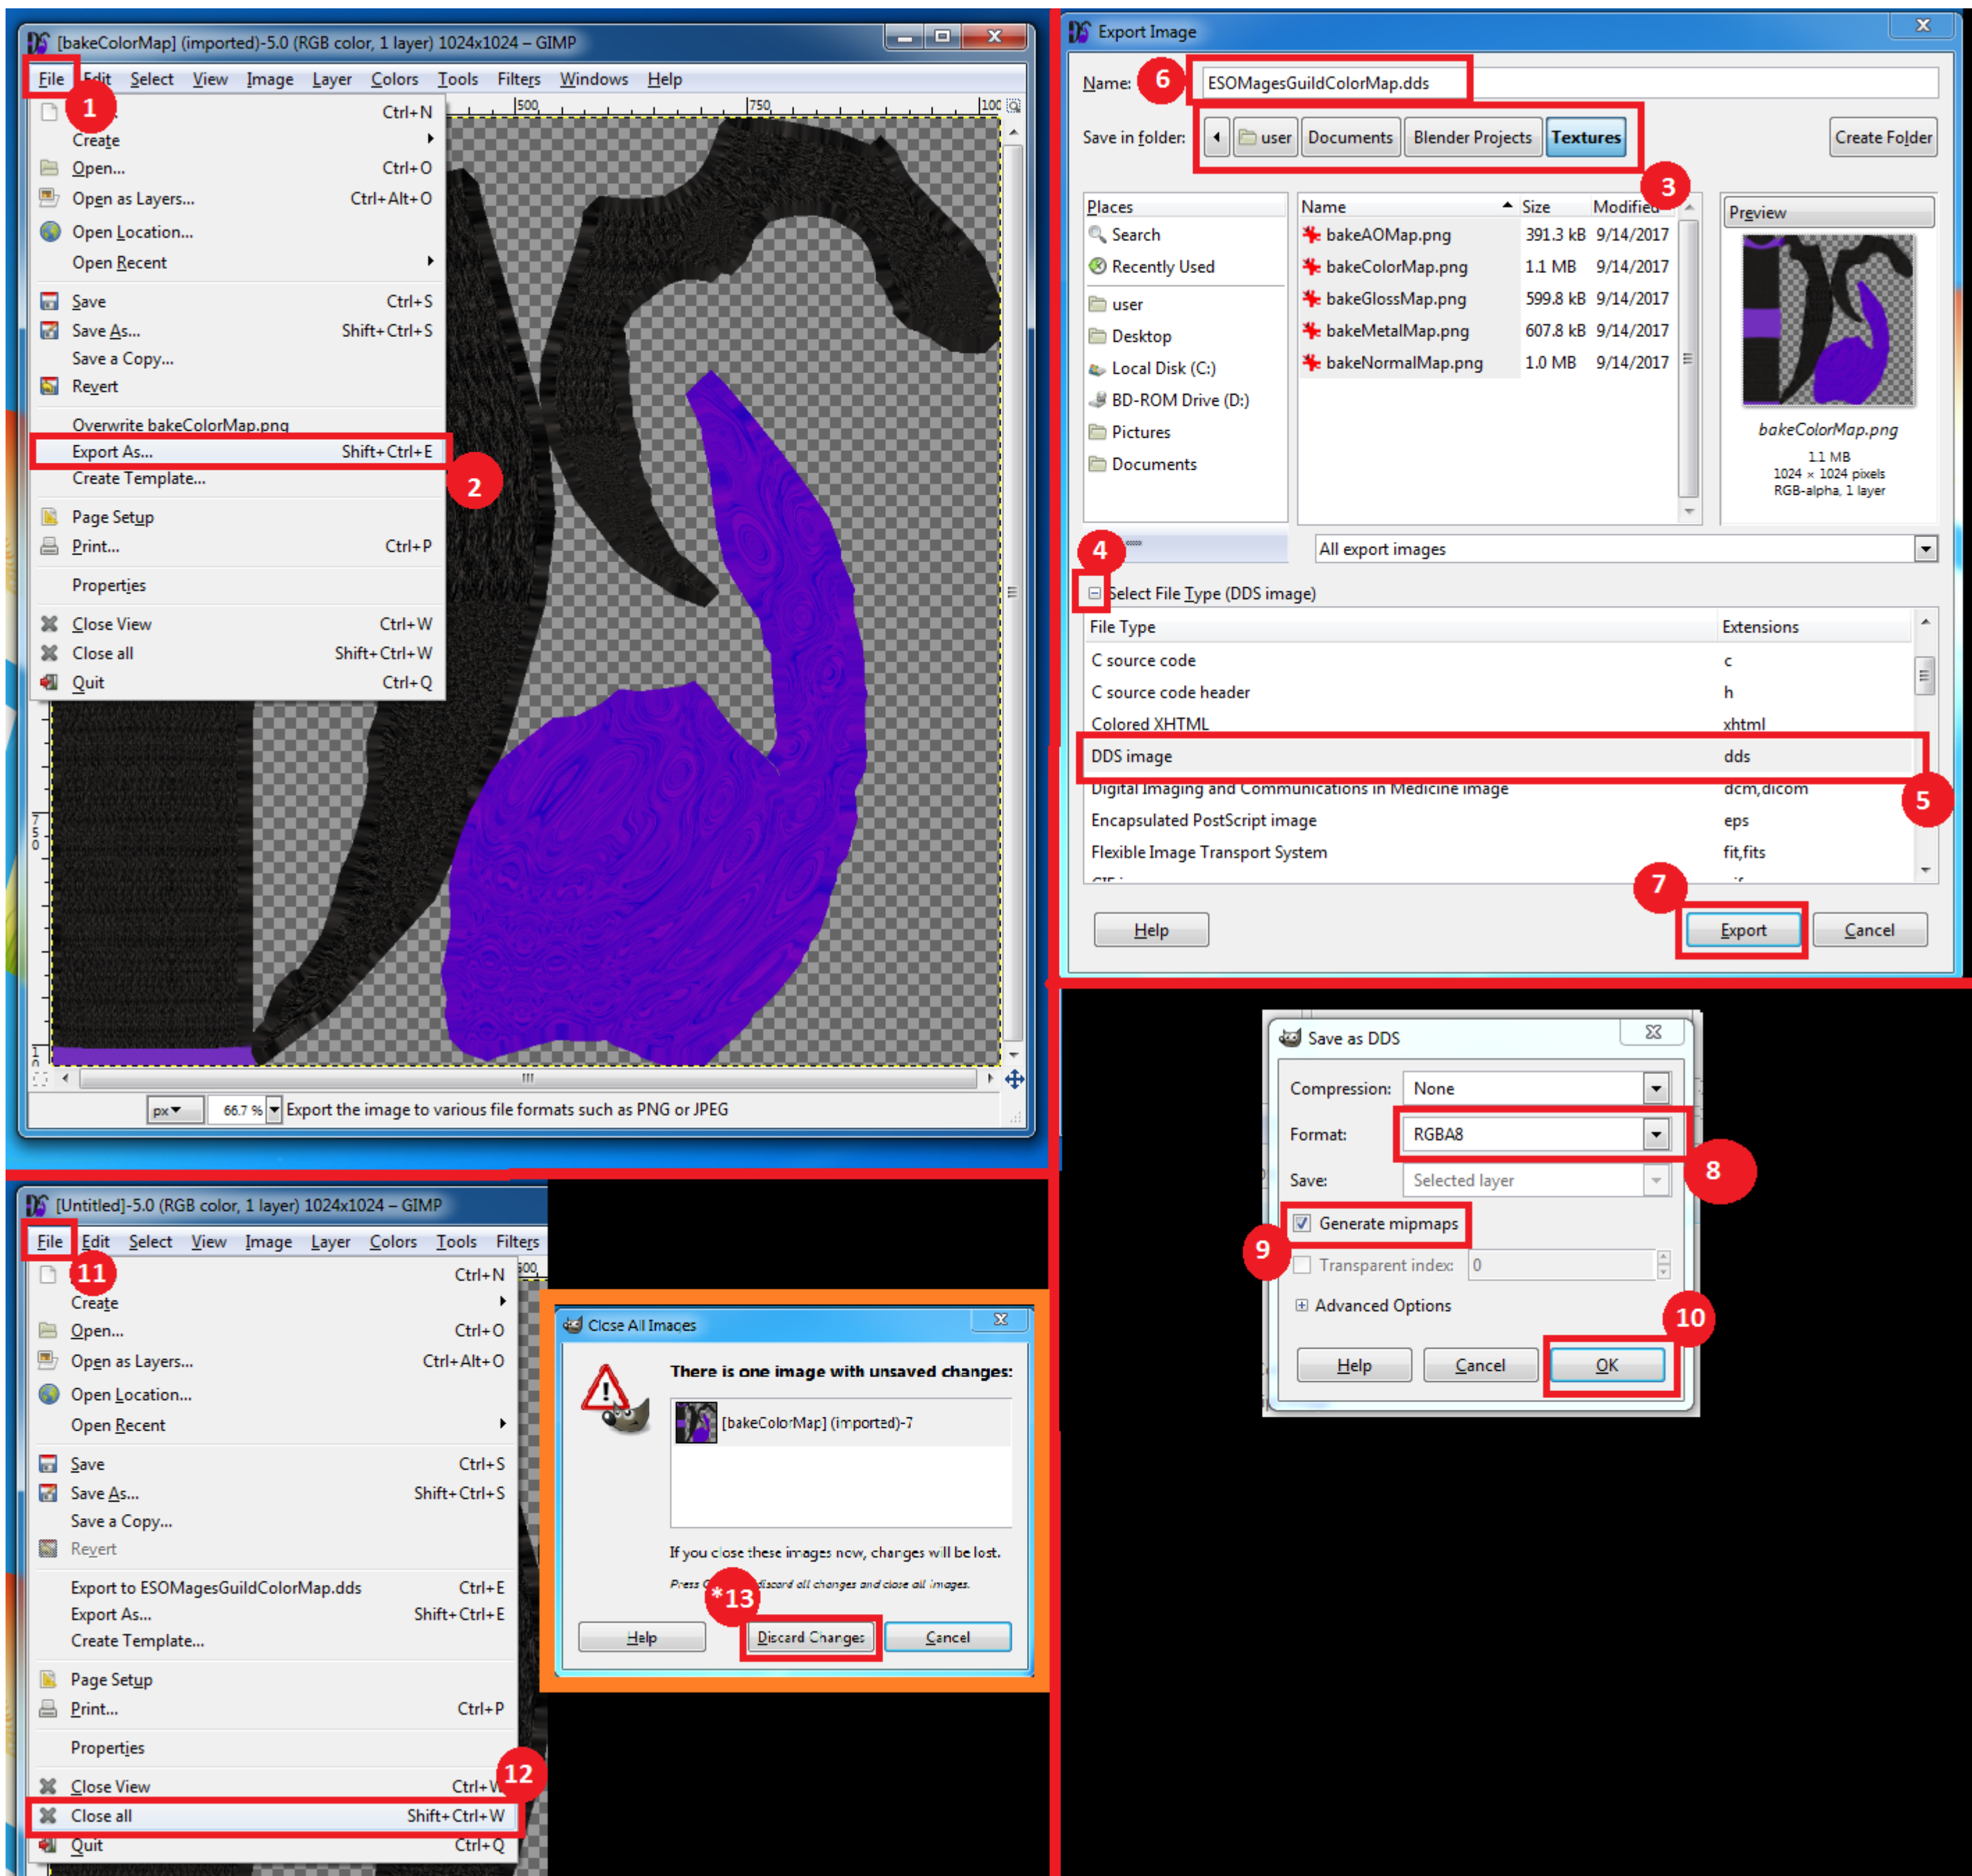 [bakeColorMap] (imported)-5.0 (RGB color, 1 layer) 1024x1024 – GIMP
File Edit Select View Image Layer Colors Tools Filters Windows Help
1
Ctrl+N
500 750 100
Create
Open... Ctrl+O
Open as Layers... Ctrl+Alt+O
Open Location...
Open Recent
Save Ctrl+S
Save As... Shift+Ctrl+S
Save a Copy...
Revert
Overwrite bakeColorMap.png
Export As... Shift+Ctrl+E
2
Create Template...
Page Setup
Print... Ctrl+P
Properties
Close View Ctrl+W
Close all Shift+Ctrl+W
Quit Ctrl+Q
750
10
px 66.7 % Export the image to various file formats such as PNG or JPEG
Export Image
Name: 6 ESOMagesGuildColorMap.dds
Save in folder: user Documents Blender Projects Textures Create Folder
3
Places
Search
Recently Used
user
Desktop
Local Disk (C:)
BD-ROM Drive (D:)
Pictures
Documents
Name Size Modified
bakeAOMap.png 391.3 kB 9/14/2017
bakeColorMap.png 1.1 MB 9/14/2017
bakeGlossMap.png 599.8 kB 9/14/2017
bakeMetalMap.png 607.8 kB 9/14/2017
bakeNormalMap.png 1.0 MB 9/14/2017
Preview
bakeColorMap.png
1.1 MB
1024 × 1024 pixels
RGB-alpha, 1 layer
4
All export images
Select File Type (DDS image)
File Type Extensions
C source code c
C source code header h
Colored XHTML xhtml
DDS image dds
5
Digital Imaging and Communications in Medicine image dcm,dicom
Encapsulated PostScript image eps
Flexible Image Transport System fit,fits
7
Help Export Cancel
Save as DDS
Compression: None
Format: RGBA8
8
Save: Selected layer
Generate mipmaps
9
Transparent index: 0
Advanced Options
10
Help Cancel OK
[Untitled]-5.0 (RGB color, 1 layer) 1024x1024 – GIMP
File Edit Select View Image Layer Colors Tools Filters
11
Ctrl+N
Create
Open... Ctrl+O
Open as Layers... Ctrl+Alt+O
Open Location...
Open Recent
Save Ctrl+S
Save As... Shift+Ctrl+S
Save a Copy...
Revert
Export to ESOMagesGuildColorMap.dds Ctrl+E
Export As... Shift+Ctrl+E
Create Template...
Page Setup
Print... Ctrl+P
Properties
12
Close View
Close all Shift+Ctrl+W
Quit Ctrl+Q
Close All Images
There is one image with unsaved changes:
[bakeColorMap] (imported)-7
If you close these images now, changes will be lost.
Press discard all changes and close all images.
*13
Help Discard Changes Cancel